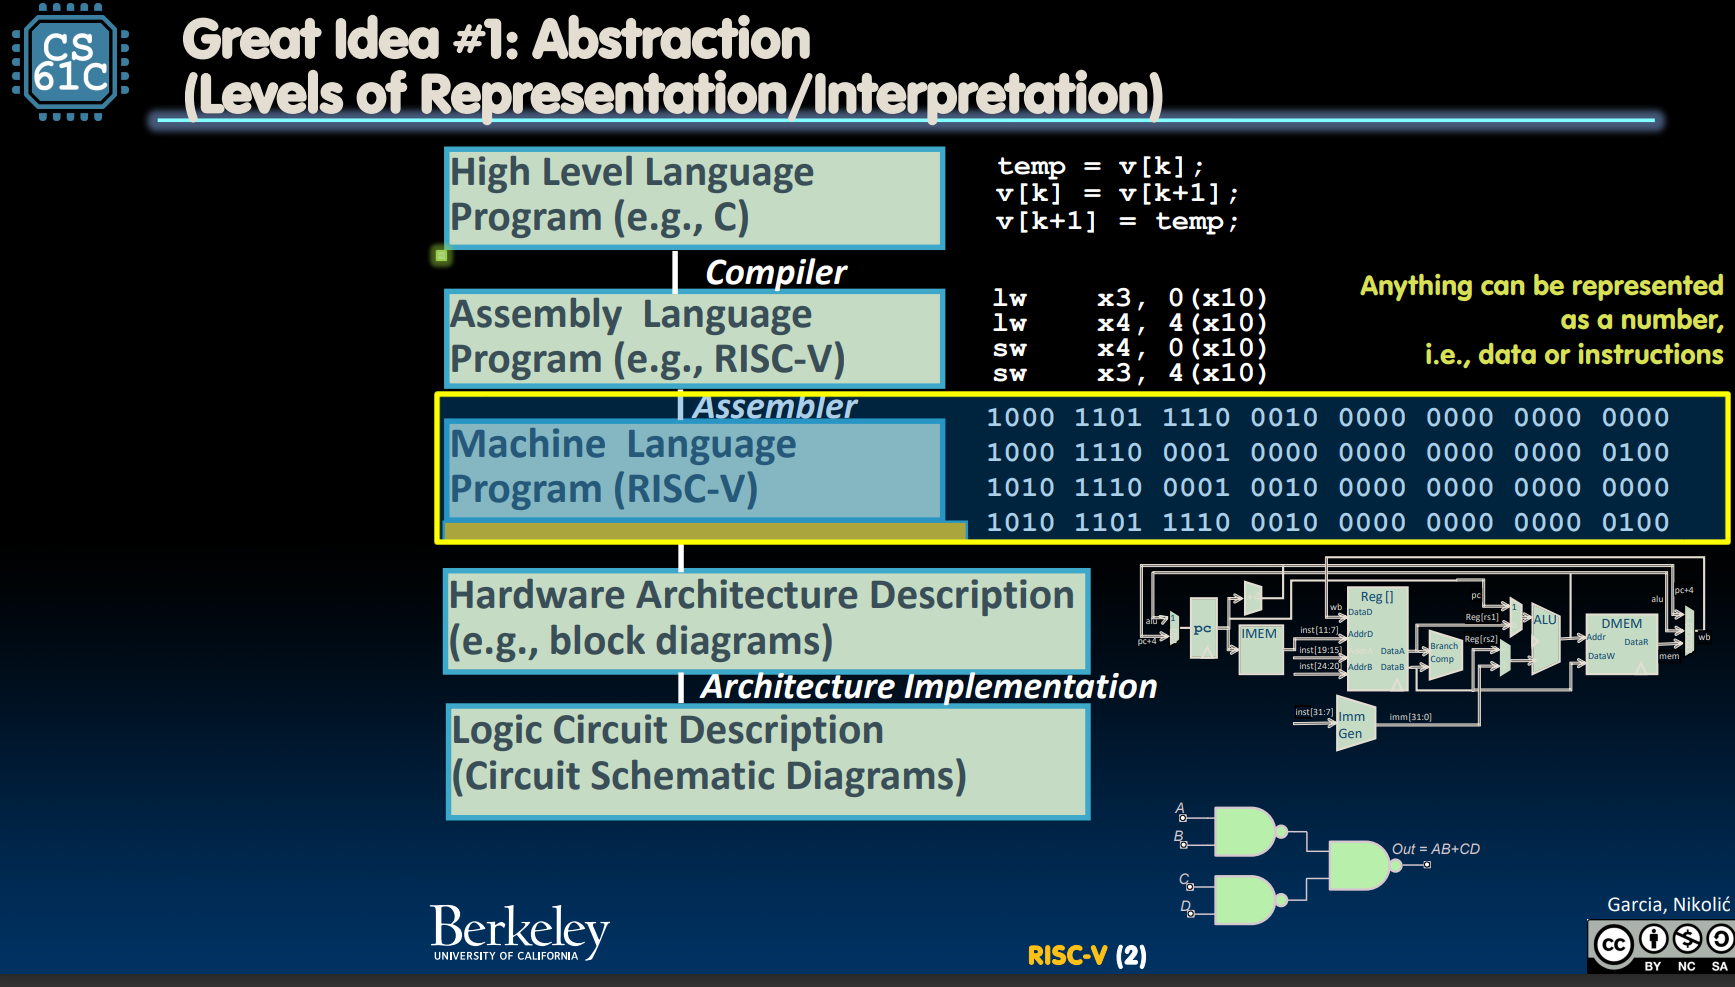 CS
61C
Great Idea #1: Abstraction
(Levels of Representation/Interpretation)
High Level Language
Program (e.g., C)
temp = v[k];
v[k] = v[k+1];
v[k+1] = temp;
Compiler
Assembly Language
Program (e.g., RISC-V)
lw x3, 0(x10)
lw x4, 4(x10)
sw x4, 0(x10)
sw x3, 4(x10)
Anything can be represented
as a number,
i.e., data or instructions
Assembler
Machine Language
Program (RISC-V)
1000 1101 1110 0010 0000 0000 0000 0000
1000 1110 0001 0000 0000 0000 0000 0100
1010 1110 0001 0010 0000 0000 0000 0000
1010 1101 1110 0010 0000 0000 0000 0100
Hardware Architecture Description
(e.g., block diagrams)
alu
1
pc+4
pc
IMEM
wb
inst[11:7]
inst[19:15]
inst[24:20]
Reg []
DataD
AddrD
DataA
AddrB DataB
Branch
Comp
pc
Reg[rs1]
Reg[rs2]
1
ALU
DMEM
Addr
DataR
DataW
alu
pc+4
mem
wb
inst[31:7]
Imm
Gen
imm[31:0]
Architecture Implementation
Logic Circuit Description
(Circuit Schematic Diagrams)
A
B
C
D
Out = AB+CD
Berkeley
UNIVERSITY OF CALIFORNIA
RISC-V (2)
Garcia, Nikolić
cc
BY NC SA